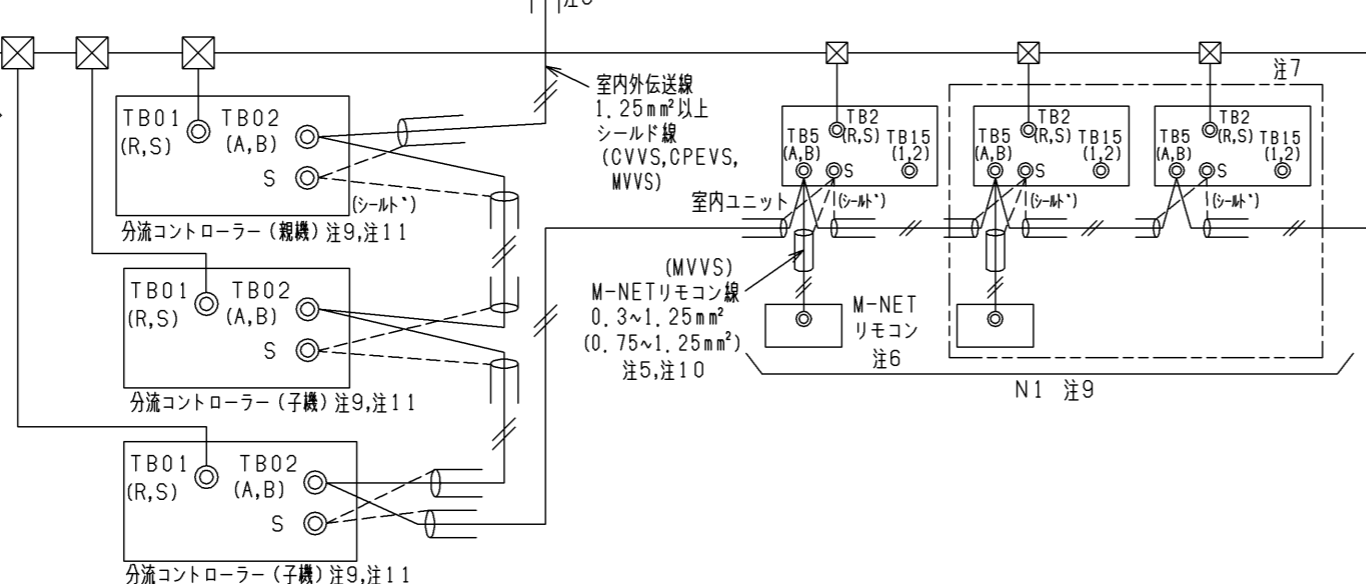 室内外伝送線
1.25mm²以上
シールド線
(CVVS,CPEVS,
MVVS)
注7
TB01 TB02
(R,S) (A,B)
S
(シールド)
分流コントローラー(親機)注9,注11
TB01 TB02
(R,S) (A,B)
S
分流コントローラー(子機)注9,注11
TB01 TB02
(R,S) (A,B)
S
分流コントローラー(子機)注9,注11
TB2
TB5 (R,S) TB15
(A,B) S (1,2)
室内ユニット (シールド)
TB2
TB5 (R,S) TB15
(A,B) S (1,2)
(シールド)
TB2
TB5 (R,S) TB15
(A,B) S (1,2)
(シールド)
(MVVS)
M-NETリモコン線
0.3~1.25mm²
(0.75~1.25mm²)
注5,注10
M-NET
リモコン
注6
N1 注9